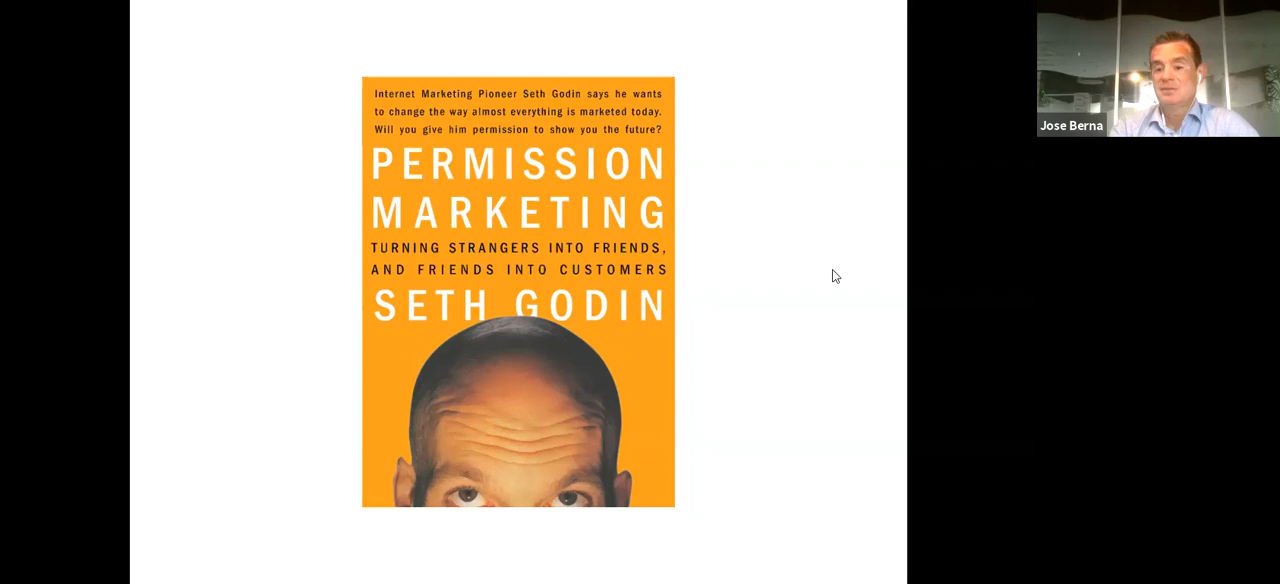 Internet Marketing Pioneer Seth Godin says he wants
to change the way almost everything is marketed today.
Will you give him permission to show you the future?
PERMISSION
MARKETING
TURNING STRANGERS INTO FRIENDS,
AND FRIENDS INTO CUSTOMERS
SETH GODIN
Jose Berna